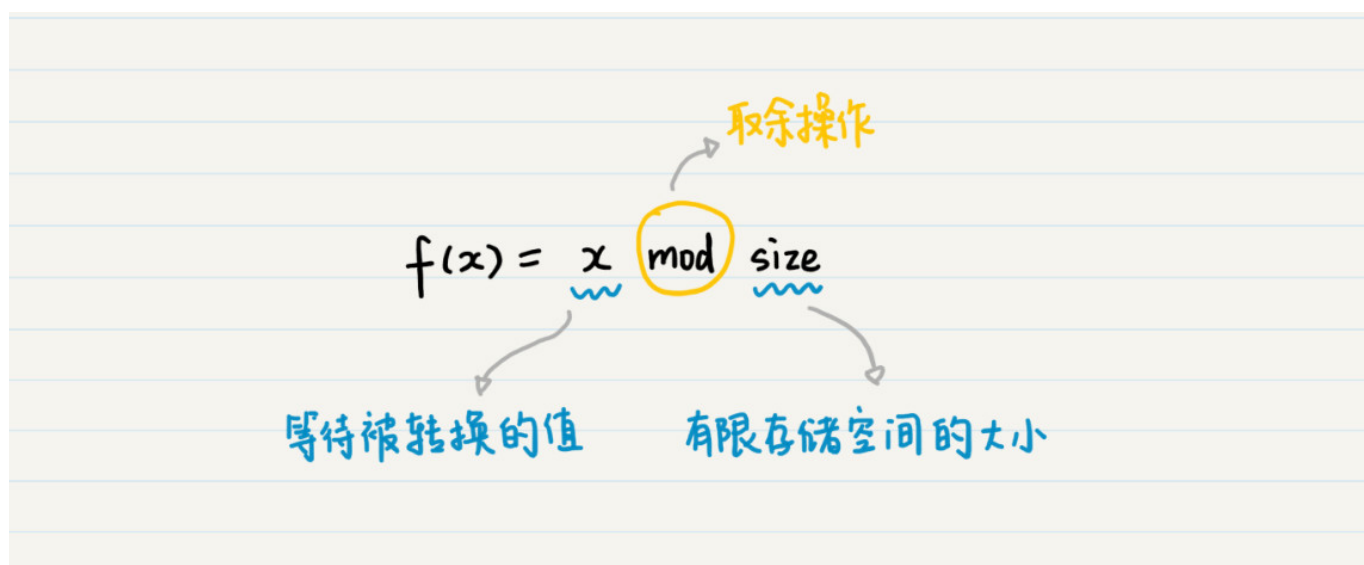 取余操作
f(x) = x mod size
等待被转换的值
有限存储空间的大小